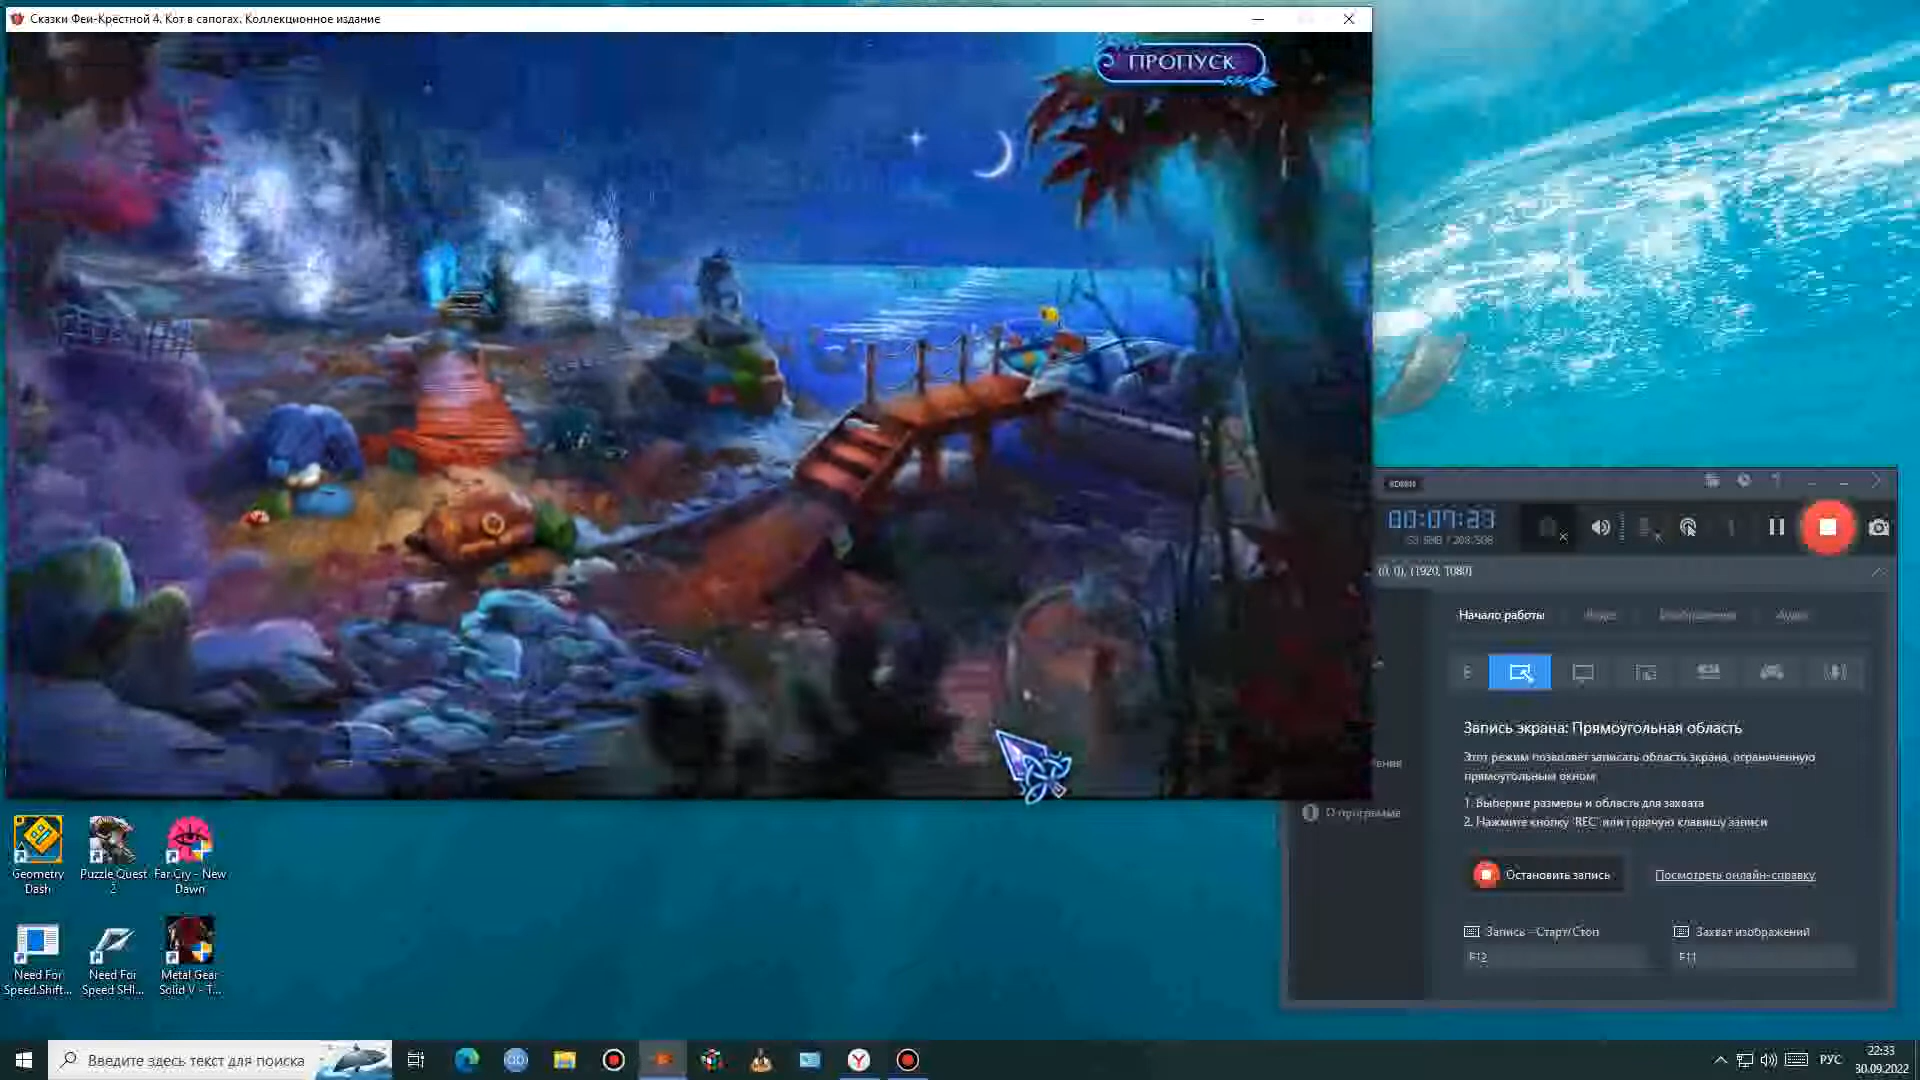 Сказки Феи-Крёстной 4. Кот в сапогах. Коллекционное издание
ПРОПУСК
00:07:23
(0, 0), (1920, 1080)
Начало работы
Аудио
Запись экрана: Прямоугольная область
Этот режим позволяет записать область экрана, ограниченную
прямоугольным окном
1. Выберите размеры и область для захвата
2. Нажмите кнопку 'REC' или горячую клавишу записи
О программе
Остановить запись
Посмотреть онлайн-справку
Запись - Старт/Стоп
Захват изображений
F12
F11
Geometry
Dash
Puzzle Quest
2
Far Cry - New
Dawn
Need For
Speed.Shift...
Need For
Speed SHI...
Metal Gear
Solid V - T...
Введите здесь текст для поиска
РУС
22:33
30.09.2022